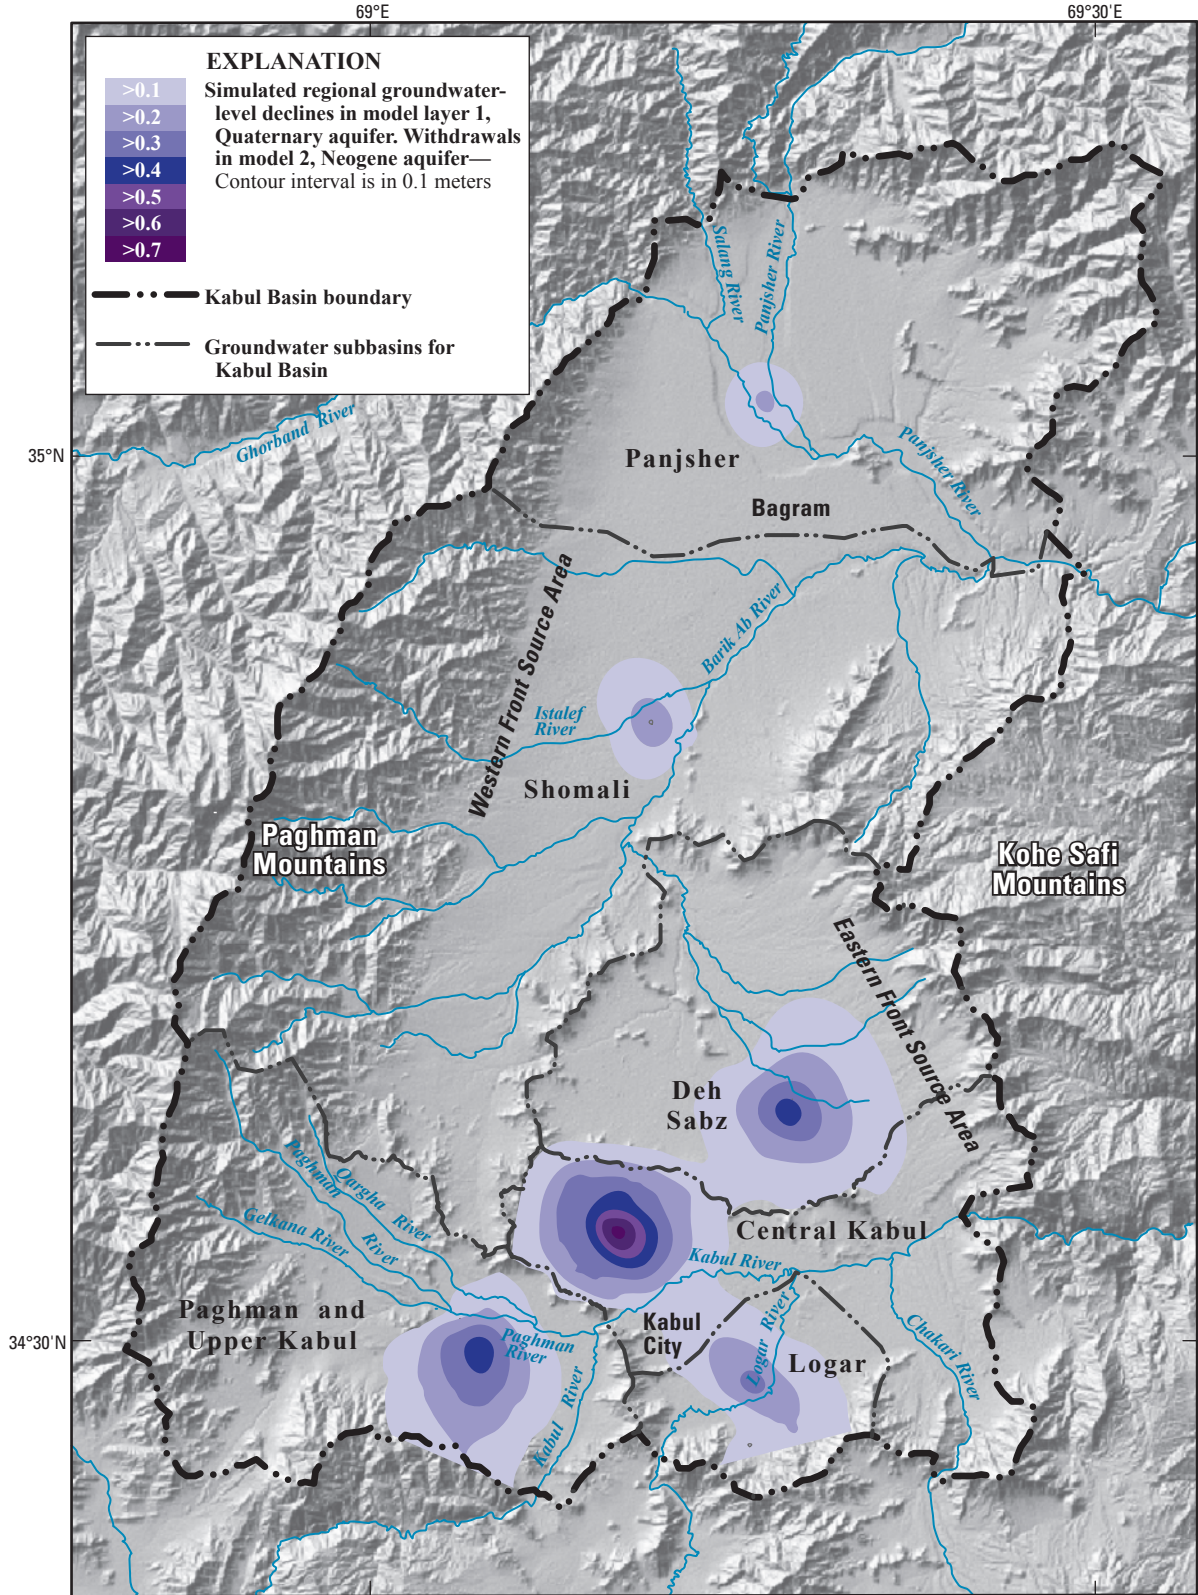 69°E
69°30'E
EXPLANATION
>0.1
>0.2
>0.3
>0.4
>0.5
>0.6
>0.7
Simulated regional groundwater-
level declines in model layer 1,
Quaternary aquifer. Withdrawals
in model 2, Neogene aquifer—
Contour interval is in 0.1 meters
Kabul Basin boundary
Groundwater subbasins for
Kabul Basin
Salang River
Panjsher River
Ghorband River
35°N
Panjsher
Panjsher River
Bagram
Western Front Source Area
Barik Ab River
Istalef
River
Shomali
Paghman
Mountains
Kohe Safi
Mountains
Eastern Front Source Area
Deh
Sabz
Paghman
River
Qargha River
Gelkana River
Central Kabul
Kabul River
Paghman and
Upper Kabul
34°30'N
Paghman
River
Kabul
City
Logar River
Logar
Chakari River
Kabul River